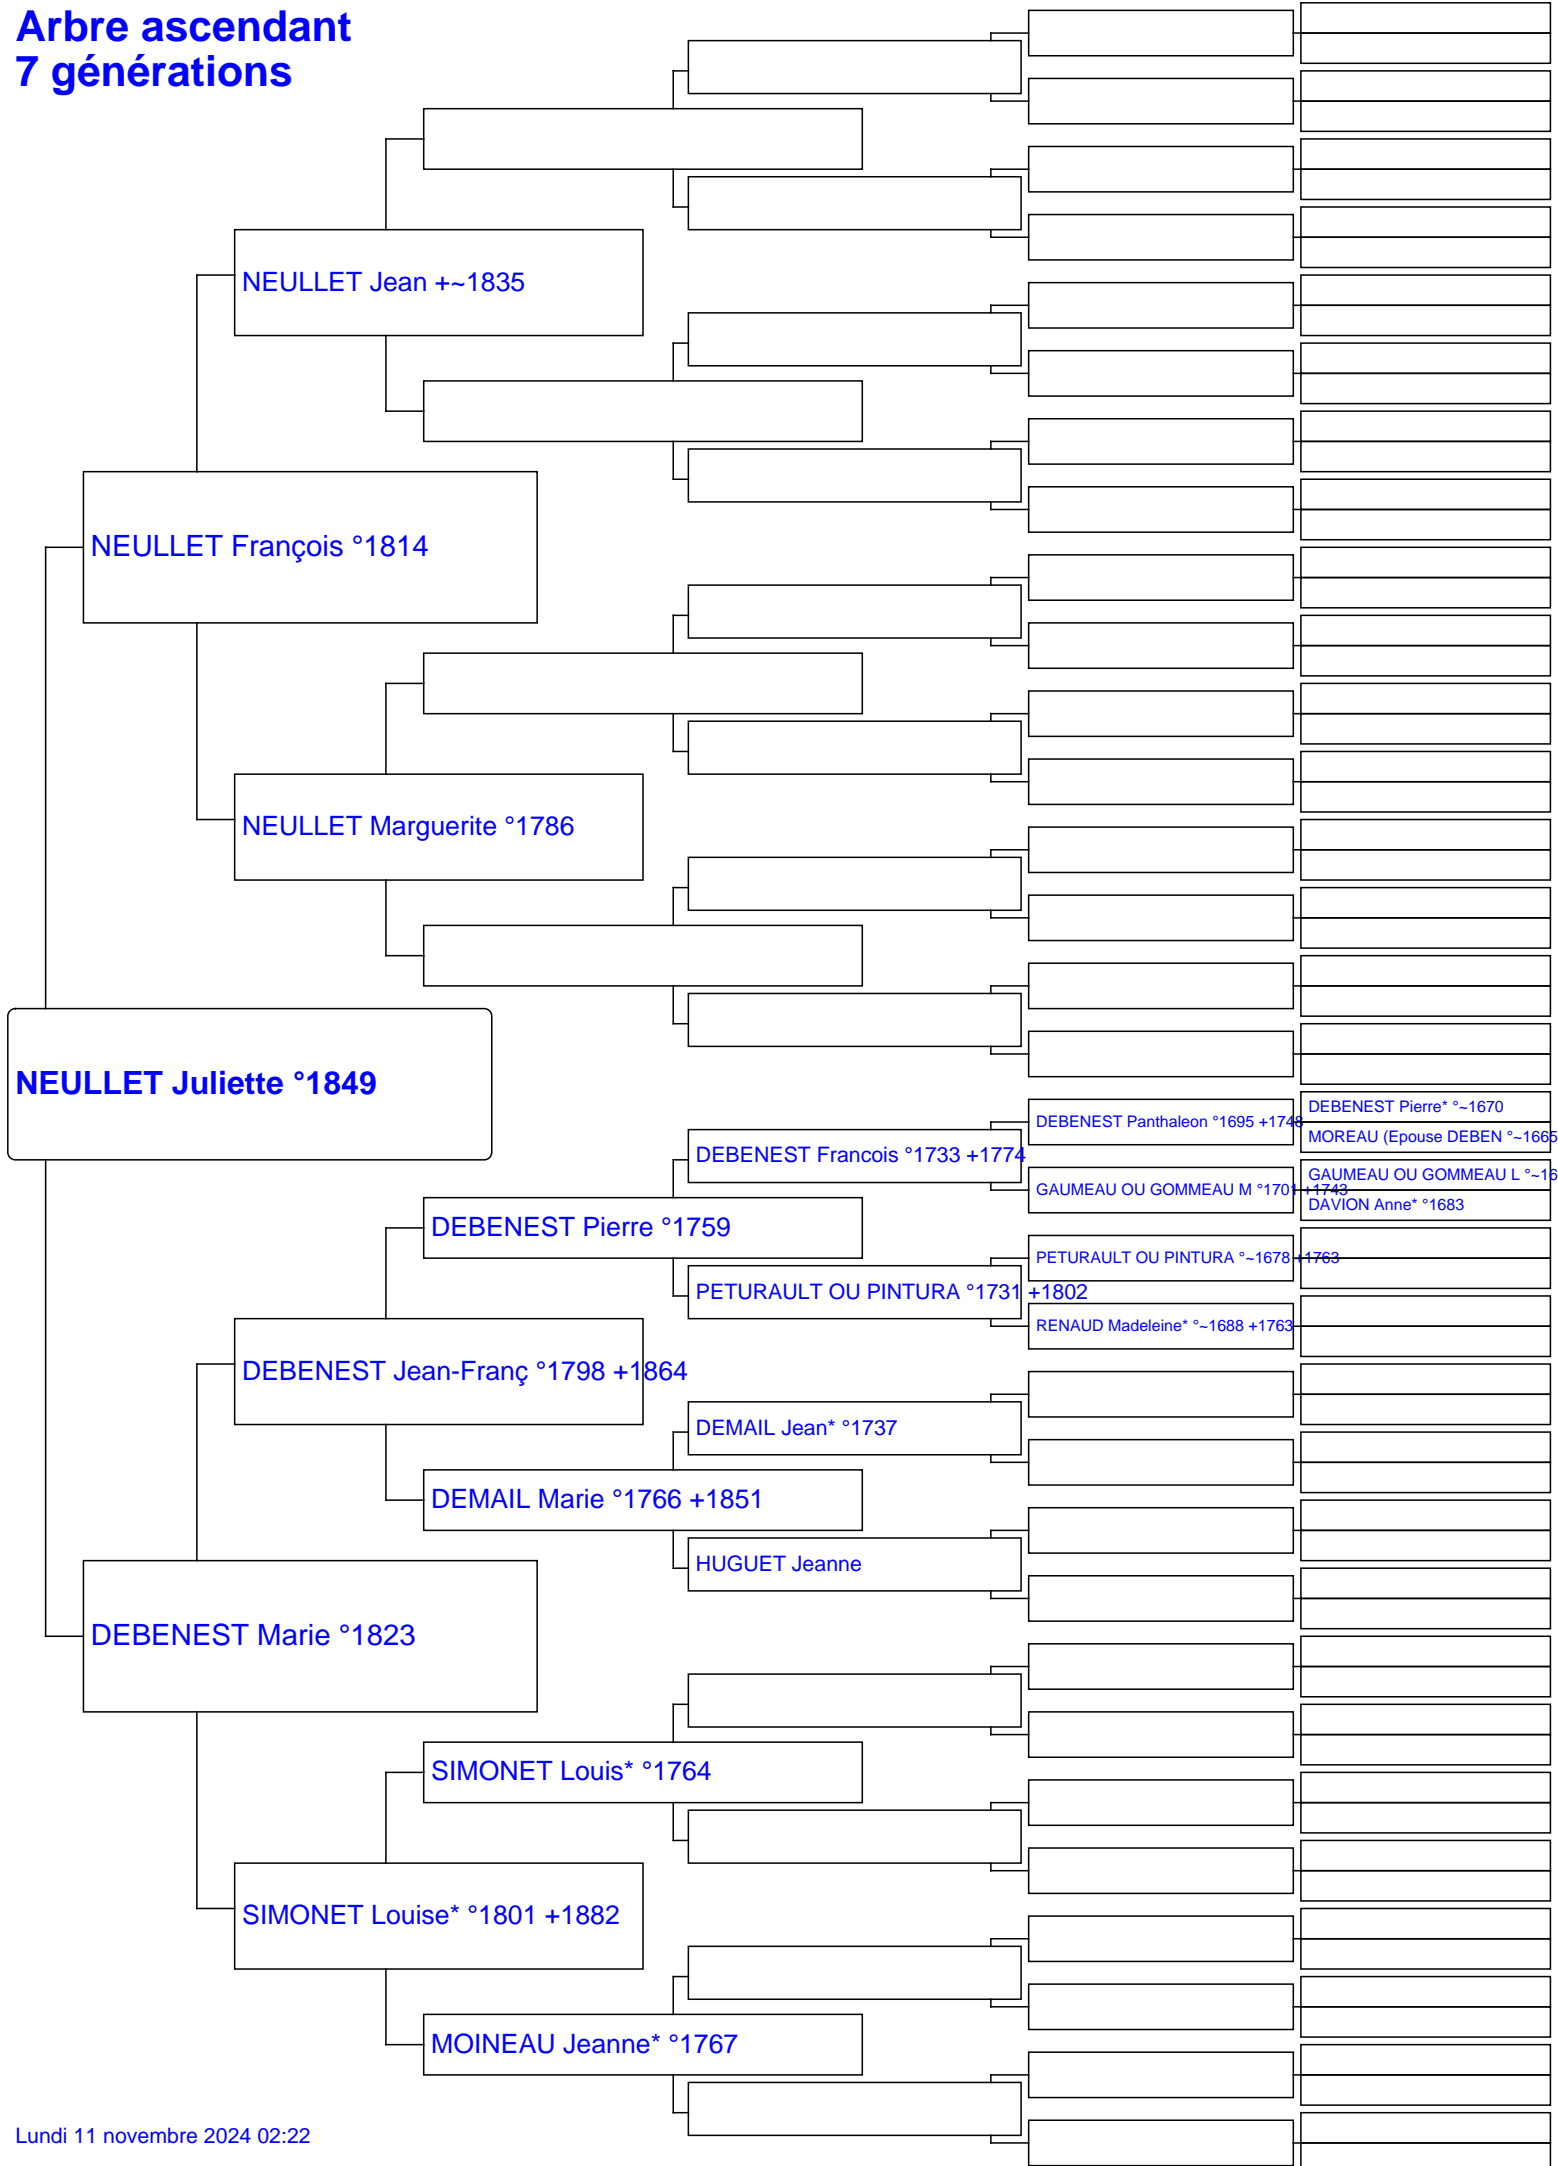 Arbre ascendant
7 générations
NEULLET Jean +~1835
NEULLET François °1814
NEULLET Marguerite °1786
NEULLET Juliette °1849
DEBENEST Pierre* °~1670
DEBENEST Panthaleon °1695 +1748
MOREAU (Epouse DEBEN °~1665
DEBENEST Francois °1733 +1774
GAUMEAU OU GOMMEAU L °~16
GAUMEAU OU GOMMEAU M °1701 +1743
DAVION Anne* °1683
DEBENEST Pierre °1759
PETURAULT OU PINTURA °~1678 +1763
PETURAULT OU PINTURA °1731 +1802
RENAUD Madeleine* °~1688 +1763
DEBENEST Jean-Franç °1798 +1864
DEMAIL Jean* °1737
DEMAIL Marie °1766 +1851
HUGUET Jeanne
DEBENEST Marie °1823
SIMONET Louis* °1764
SIMONET Louise* °1801 +1882
MOINEAU Jeanne* °1767
Lundi 11 novembre 2024 02:22